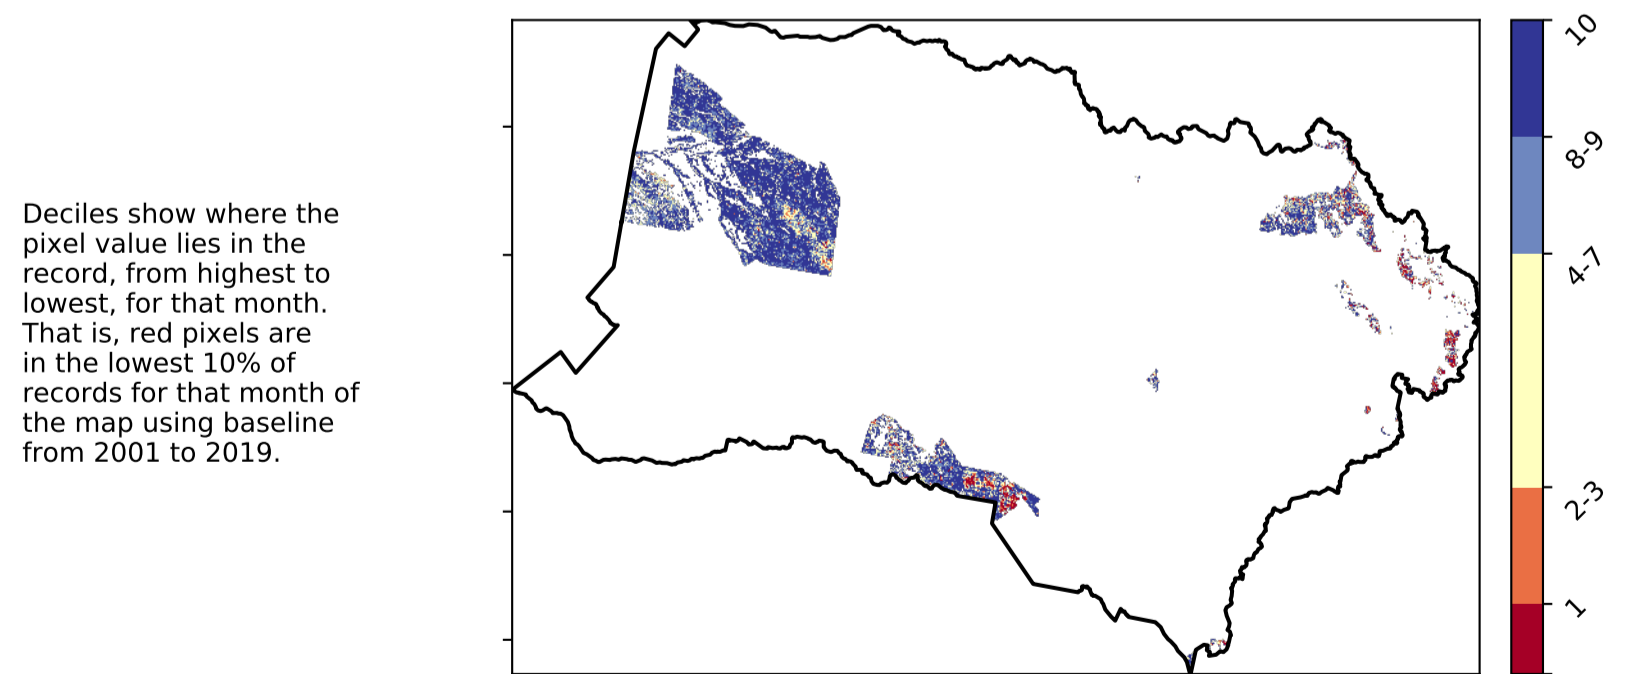 Deciles show where the
pixel value lies in the
record, from highest to
lowest, for that month.
That is, red pixels are
in the lowest 10% of
records for that month of
the map using baseline
from 2001 to 2019.
10
8-9
4-7
2-3
1